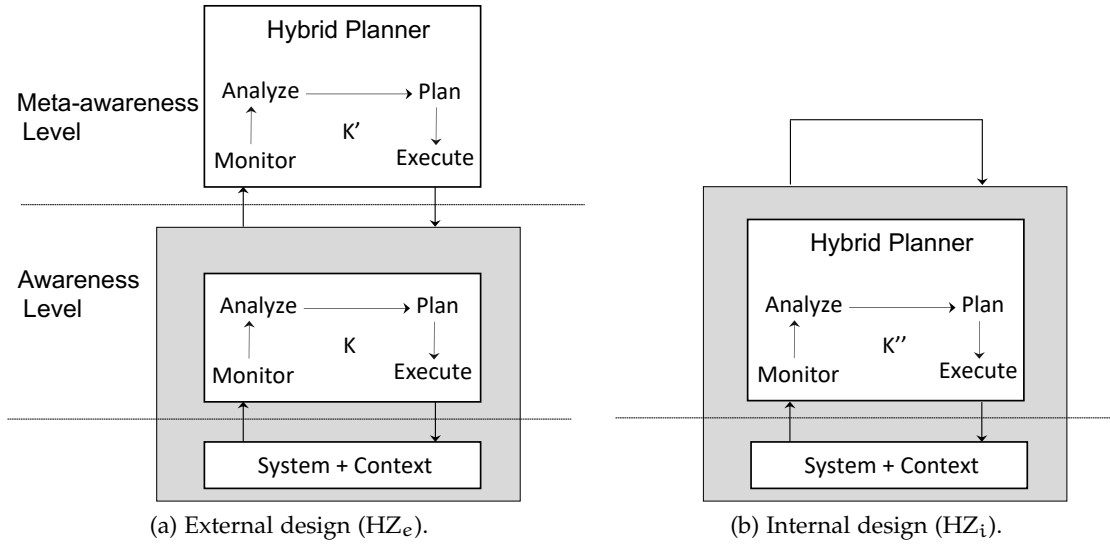 Hybrid Planner
Meta-awareness
Level
Analyze
Plan
K'
Monitor
Execute
Awareness
Level
Analyze
Plan
K
Monitor
Execute
System + Context
(a) External design (HZe).
Hybrid Planner
Analyze
Plan
K''
Monitor
Execute
System + Context
(b) Internal design (HZi).